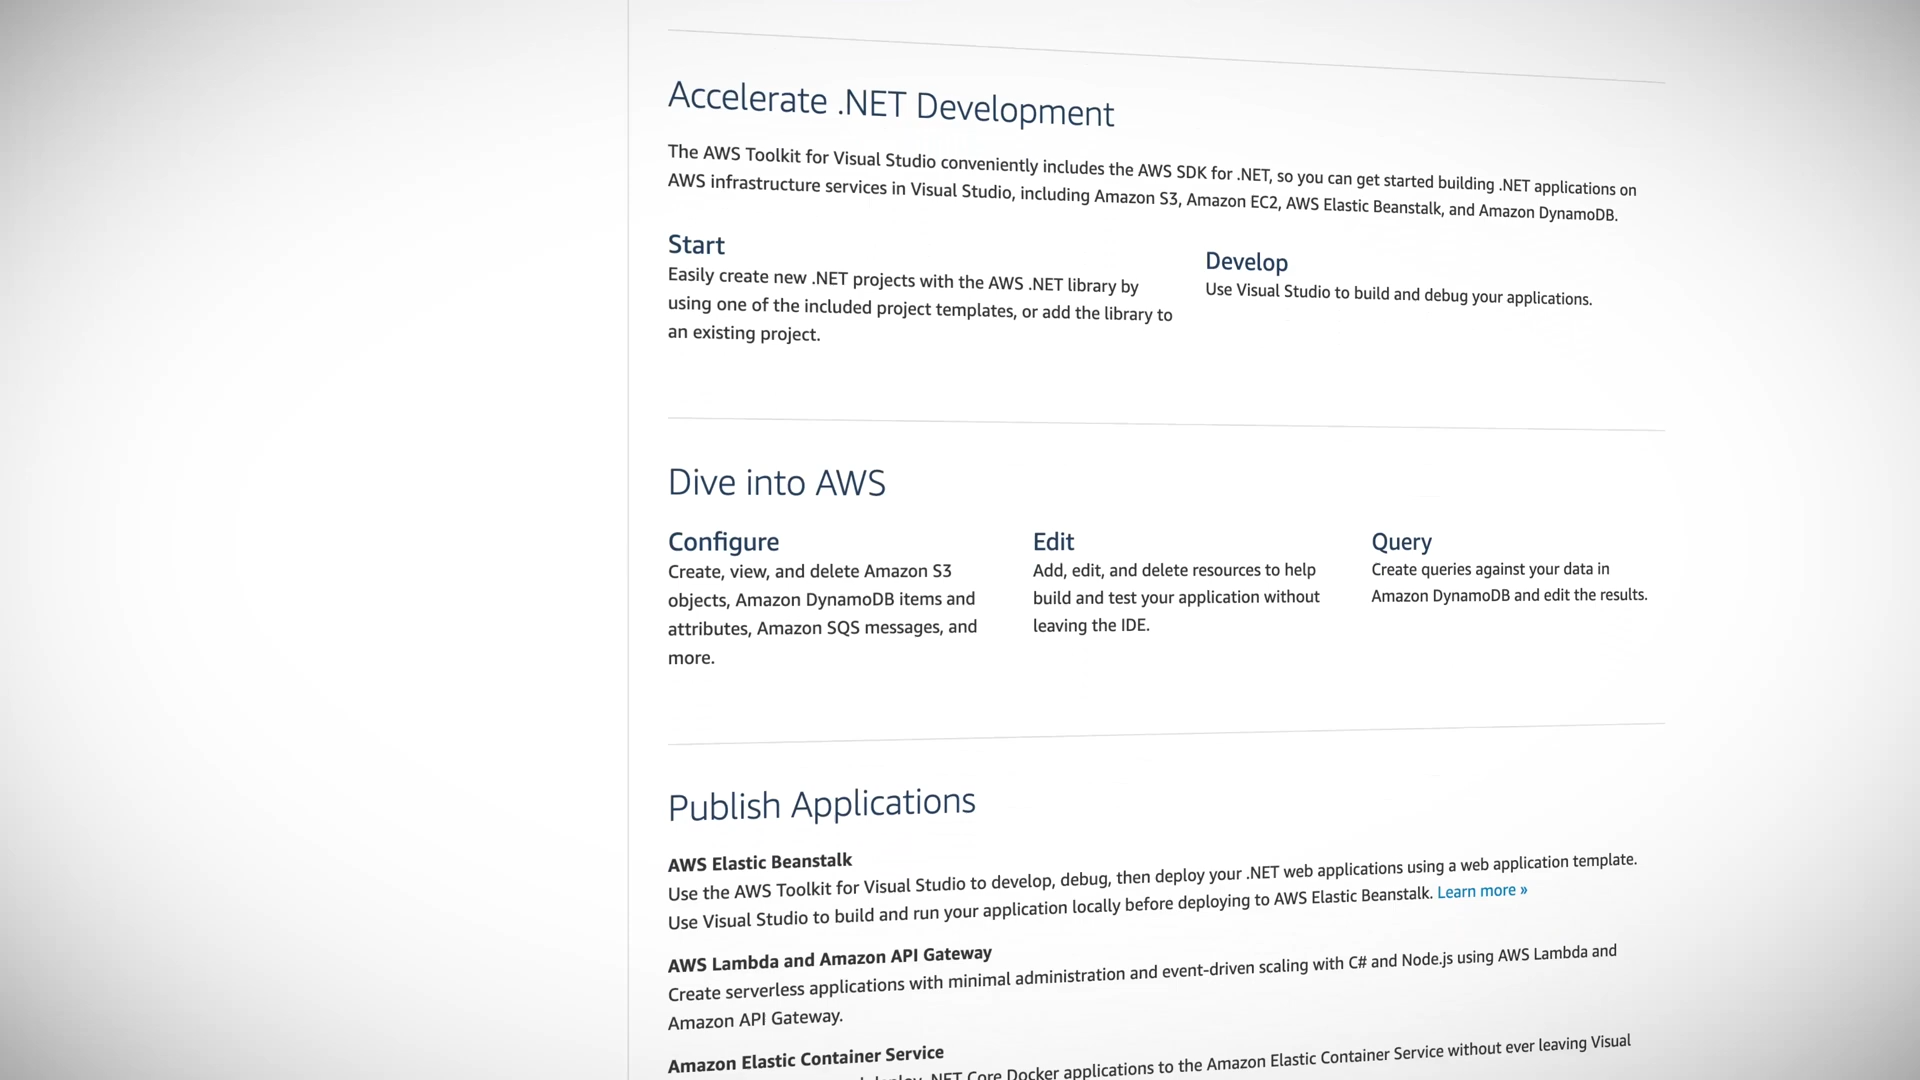 Accelerate .NET Development
The AWS Toolkit for Visual Studio conveniently includes the AWS SDK for .NET, so you can get started building .NET applications on
AWS infrastructure services in Visual Studio, including Amazon S3, Amazon EC2, AWS Elastic Beanstalk, and Amazon DynamoDB.
Start
Easily create new .NET projects with the AWS .NET library by
using one of the included project templates, or add the library to
an existing project.
Develop
Use Visual Studio to build and debug your applications.
Dive into AWS
Configure
Create, view, and delete Amazon S3
objects, Amazon DynamoDB items and
attributes, Amazon SQS messages, and
more.
Edit
Add, edit, and delete resources to help
build and test your application without
leaving the IDE.
Query
Create queries against your data in
Amazon DynamoDB and edit the results.
Publish Applications
AWS Elastic Beanstalk
Use the AWS Toolkit for Visual Studio to develop, debug, then deploy your .NET web applications using a web application template.
Use Visual Studio to build and run your application locally before deploying to AWS Elastic Beanstalk. Learn more »
AWS Lambda and Amazon API Gateway
Create serverless applications with minimal administration and event-driven scaling with C# and Node.js using AWS Lambda and
Amazon API Gateway.
Amazon Elastic Container Service
.NET Core Docker applications to the Amazon Elastic Container Service without ever leaving Visual